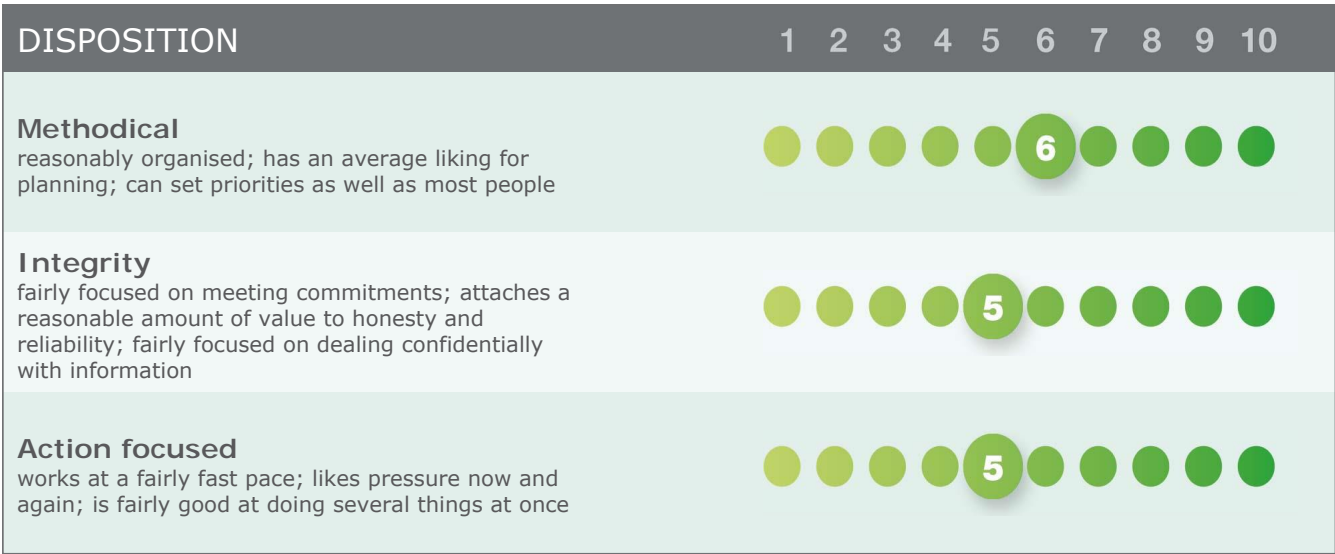 DISPOSITION 1 2 3 4 5 6 7 8 9 10
Methodical
reasonably organised; has an average liking for
planning; can set priorities as well as most people
6
Integrity
fairly focused on meeting commitments; attaches a
reasonable amount of value to honesty and
reliability; fairly focused on dealing confidentially
with information
5
Action focused
works at a fairly fast pace; likes pressure now and
again; is fairly good at doing several things at once
5